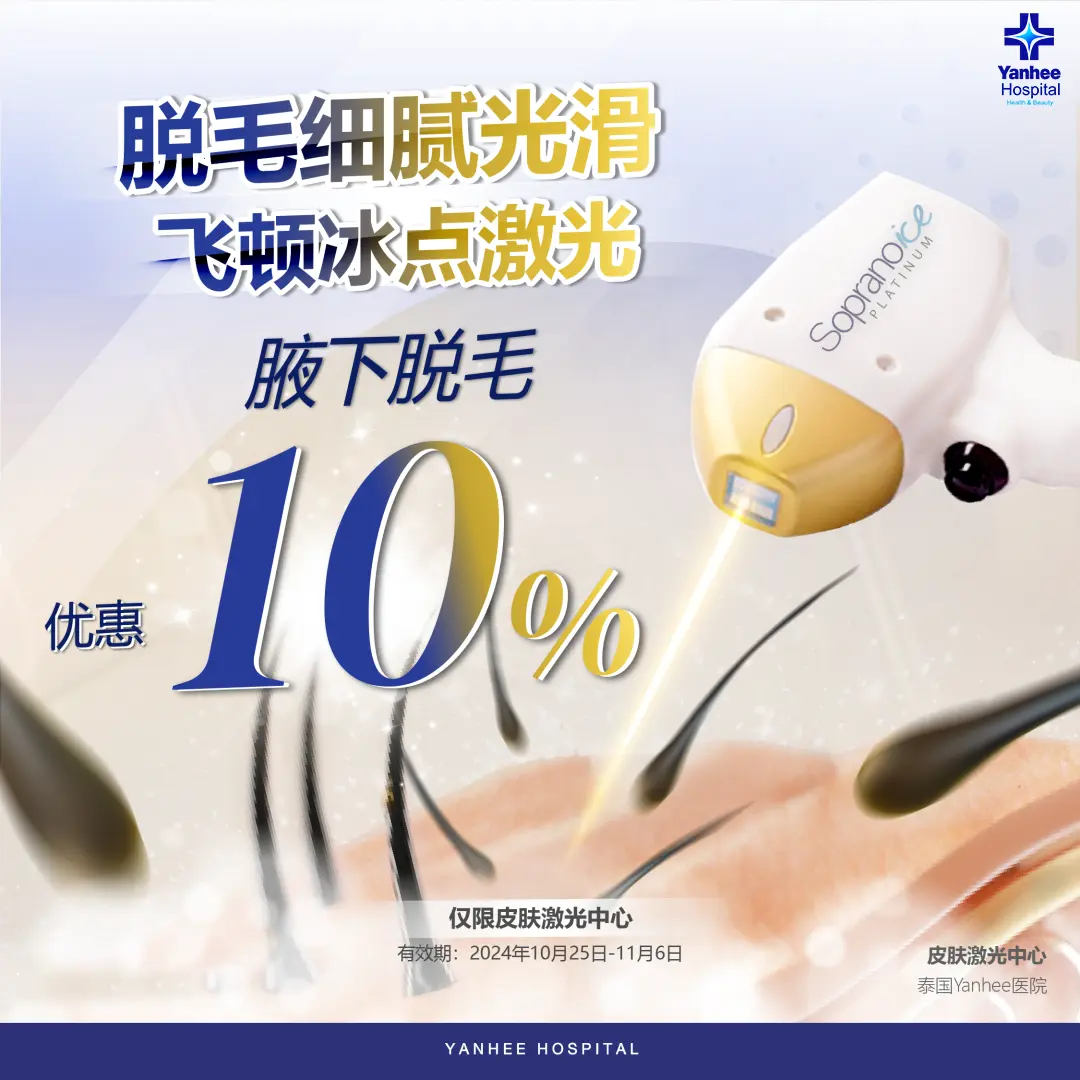 Yanhee
Hospital
Health & Beauty
脱毛细腻光滑
飞顿冰点激光
腋下脱毛
优惠 10%
Sopranoice
PLATINUM
仅限皮肤激光中心
有效期：2024年10月25日-11月6日
皮肤激光中心
泰国Yanhee医院
YANHEE HOSPITAL